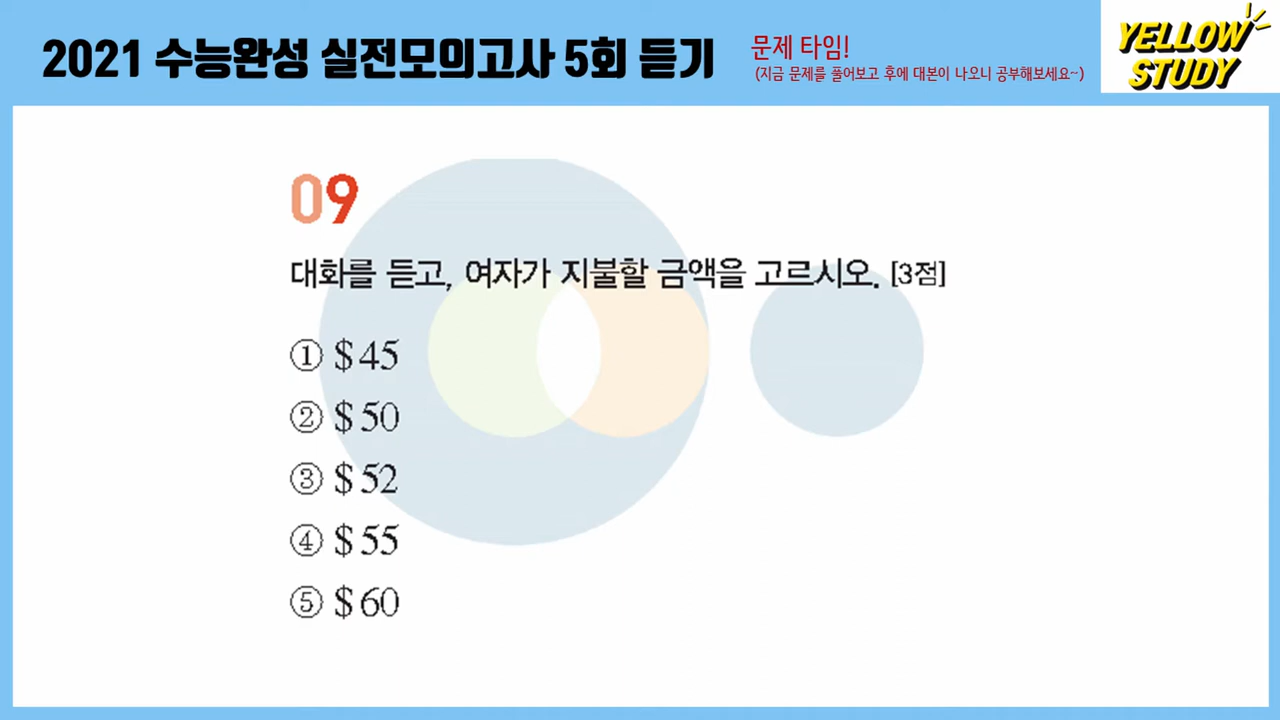 2021 수능완성 실전모의고사 5회 듣기
문제 타임!
(지금 문제를 풀어보고 후에 대본이 나오니 공부해보세요~)
YELLOW
STUDY
09
대화를 듣고, 여자가 지불할 금액을 고르시오. [3점]
① $45
② $50
③ $52
④ $55
⑤ $60